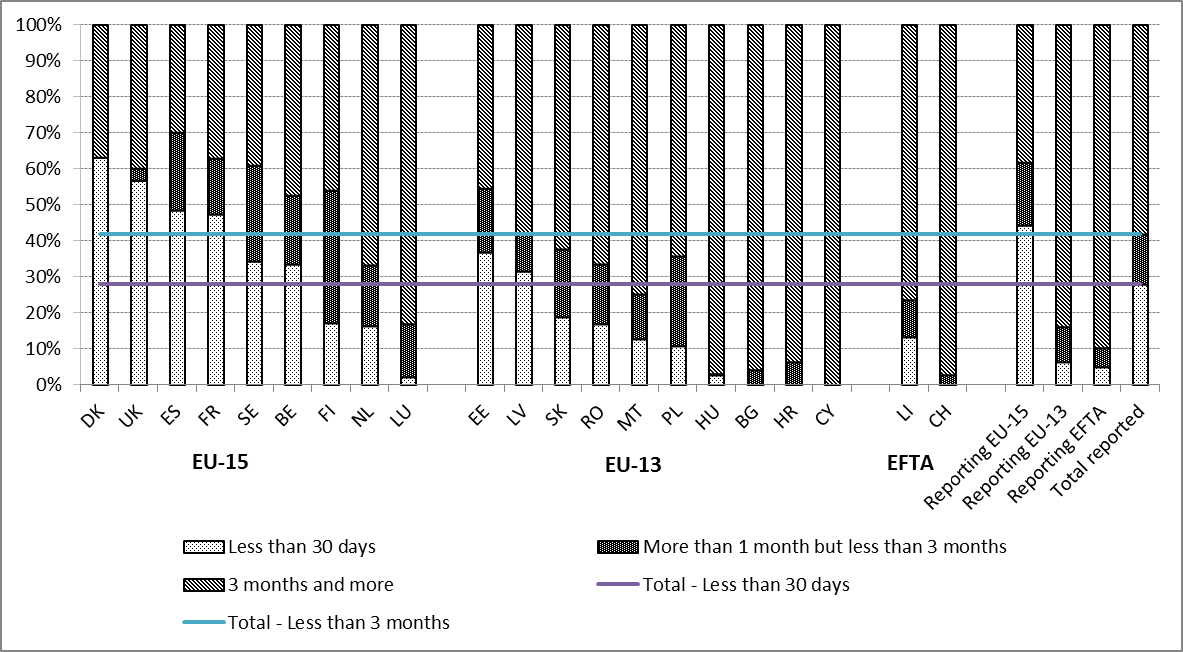 100%
90%
80%
70%
60%
50%
40%
30%
20%
10%
0%
DK
UK
ES
FR
SE
BE
FI
NL
LU
EE
LV
SK
RO
MT
PL
HU
BG
HR
CY
LI
CH
Reporting EU-15
Reporting EU-13
Reporting EFTA
Total reported
EU-15
EU-13
EFTA
Less than 30 days
More than 1 month but less than 3 months
3 months and more
Total - Less than 30 days
Total - Less than 3 months